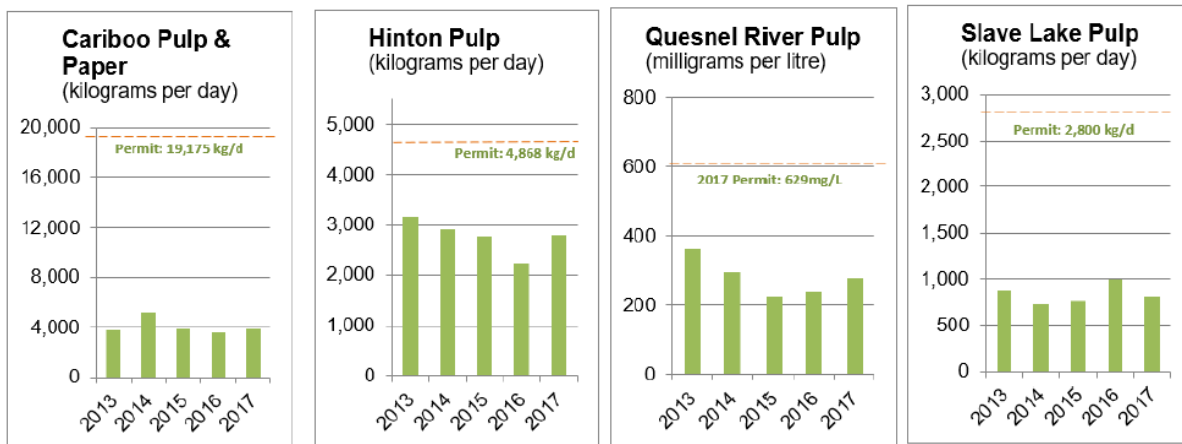 Cariboo Pulp &
Paper
(kilograms per day)
20,000
Permit: 19,175 kg/d
16,000
12,000
8,000
4,000
0
2013 2014 2015 2016 2017
Hinton Pulp
(kilograms per day)
5,000
Permit: 4,868 kg/d
4,000
3,000
2,000
1,000
0
2013 2014 2015 2016 2017
Quesnel River Pulp
(milligrams per litre)
800
600
2017 Permit: 629mg/L
400
200
0
2013 2014 2015 2016 2017
Slave Lake Pulp
(kilograms per day)
3,000
Permit: 2,800 kg/d
2,500
2,000
1,500
1,000
500
0
2013 2014 2015 2016 2017